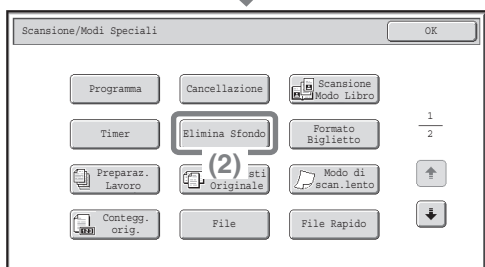 Scansione/Modi Speciali
OK
Programma
Cancellazione
Scansione
Modo Libro
Timer
Elimina Sfondo
Formato
Biglietto
1
2
Preparaz.
Lavoro
(2)
Originale
Modo di
scan.lento
Contegg.
orig.
File
File Rapido